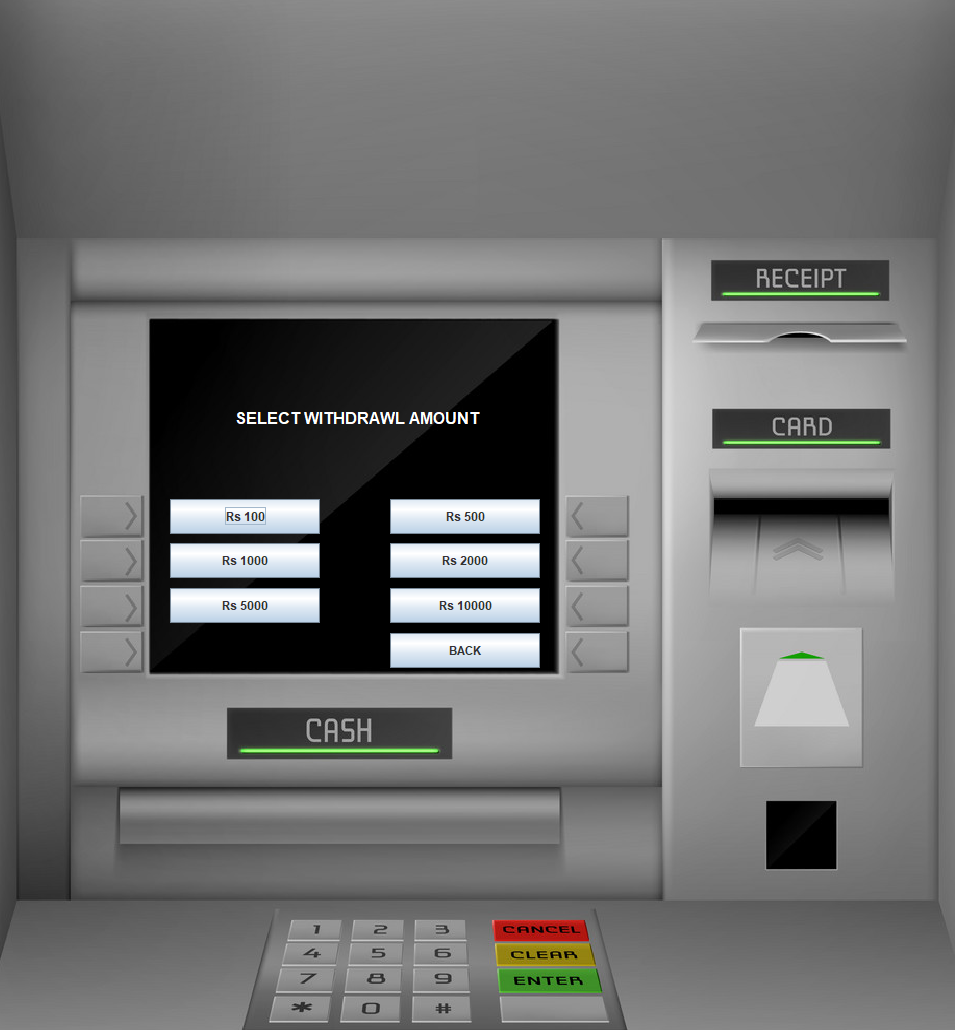 RECEIPT
SELECT WITHDRAWL AMOUNT
CARD
Rs 100
Rs 500
Rs 1000
Rs 2000
Rs 5000
Rs 10000
BACK
CASH
1 2 3 CANCEL
4 5 6 CLEAR
7 8 9 ENTER
* 0 #